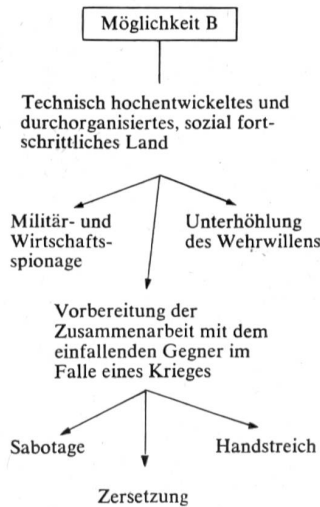 Möglichkeit B
Technisch hochentwickeltes und
durchorganisiertes, sozial fort-
schrittliches Land
Militär- und
Wirtschafts-
spionage
Unterhöhlung
des Wehrwillens
Vorbereitung der
Zusammenarbeit mit dem
einfallenden Gegner im
Falle eines Krieges
Sabotage
Handstreich
Zersetzung